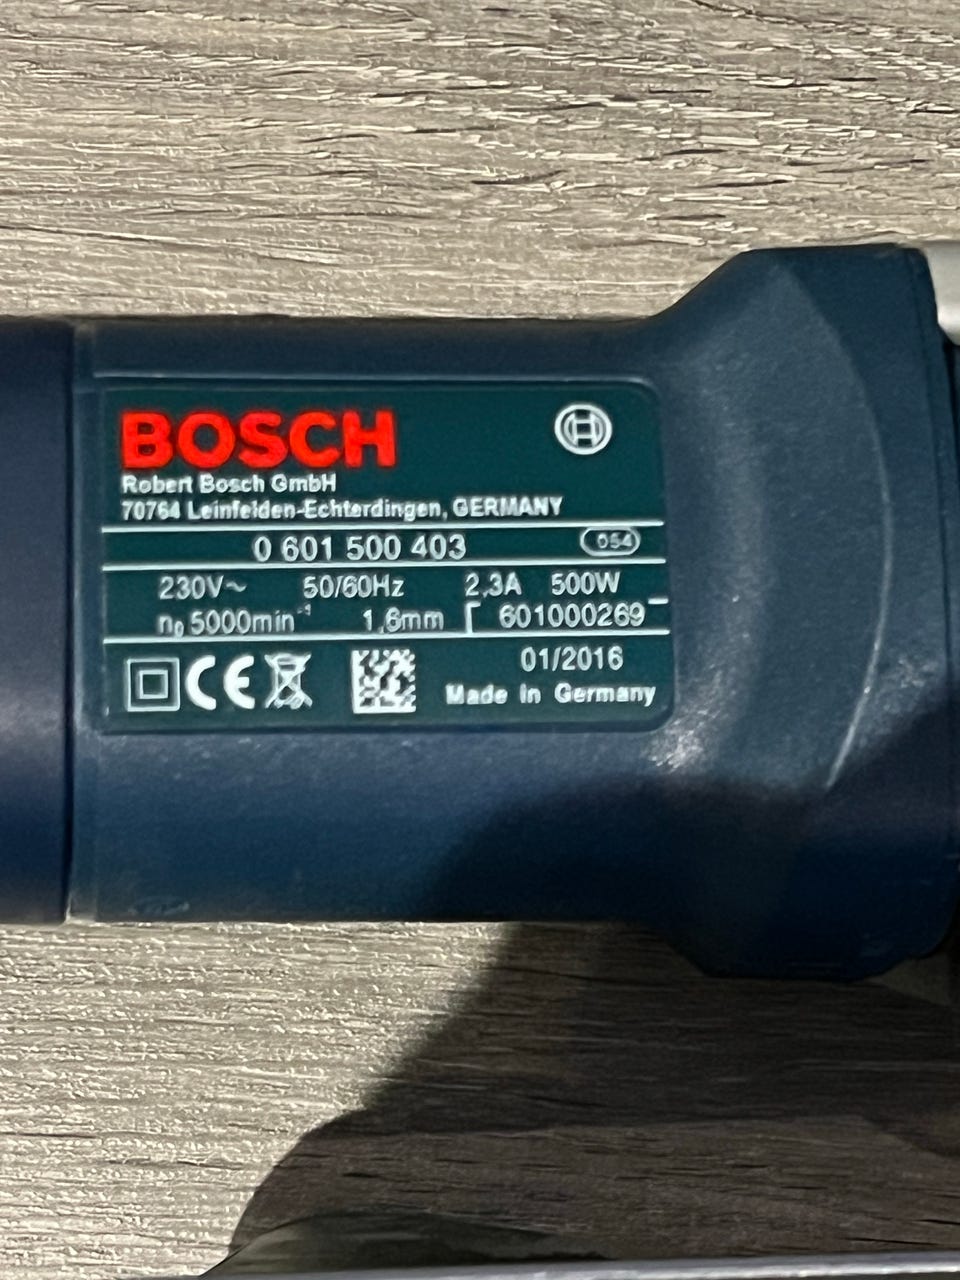 BOSCH
Robert Bosch GmbH
70764 Leinfelden-Echterdingen, GERMANY
0 601 500 403 054
230V~ 50/60Hz 2,3A 500W
n₀ 5000min⁻¹ 1,6mm 601000269
CE 01/2016
Made in Germany